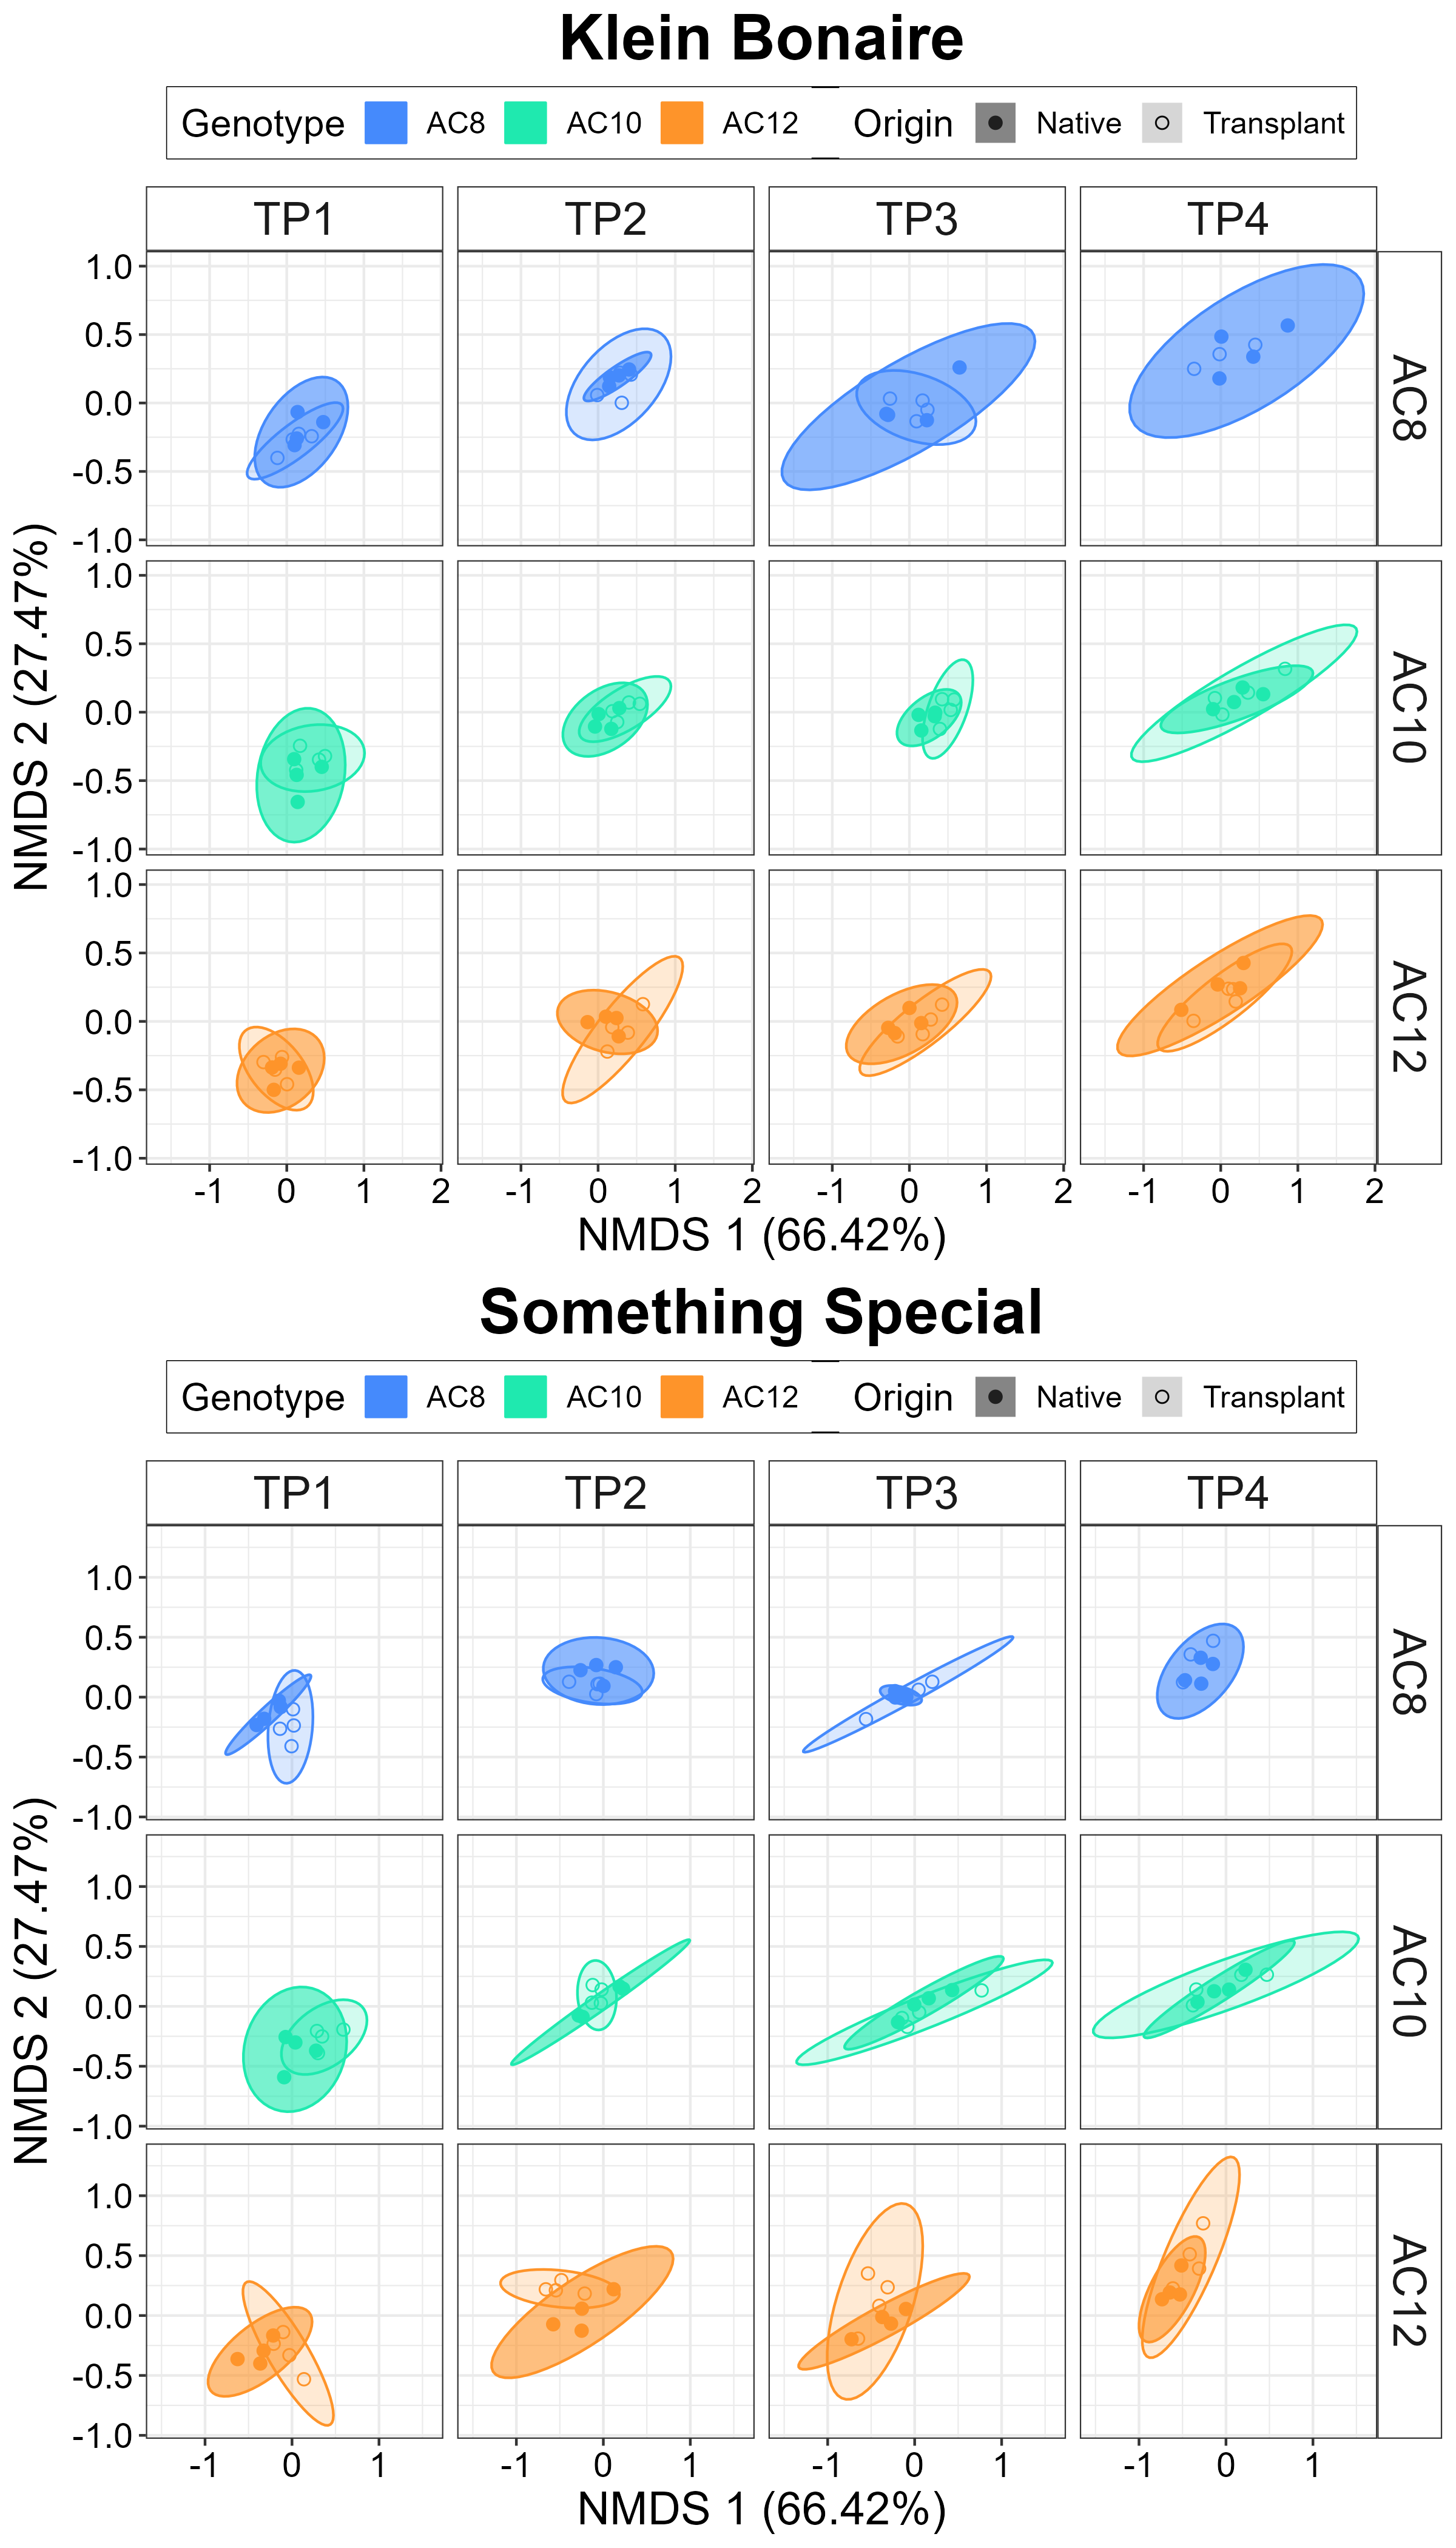 Klein Bonaire
Genotype AC8 AC10 AC12 Origin Native Transplant
TP1 TP2 TP3 TP4
1.0
0.5
0.0
-0.5
-1.0
AC8
1.0
0.5
0.0
-0.5
-1.0
AC10
1.0
0.5
0.0
-0.5
-1.0
AC12
NMDS 2 (27.47%)
-1 0 1 2 -1 0 1 2 -1 0 1 2 -1 0 1 2
NMDS 1 (66.42%)
Something Special
Genotype AC8 AC10 AC12 Origin Native Transplant
TP1 TP2 TP3 TP4
1.0
0.5
0.0
-0.5
-1.0
AC8
1.0
0.5
0.0
-0.5
-1.0
AC10
1.0
0.5
0.0
-0.5
-1.0
AC12
NMDS 2 (27.47%)
-1 0 1 -1 0 1 -1 0 1 -1 0 1
NMDS 1 (66.42%)